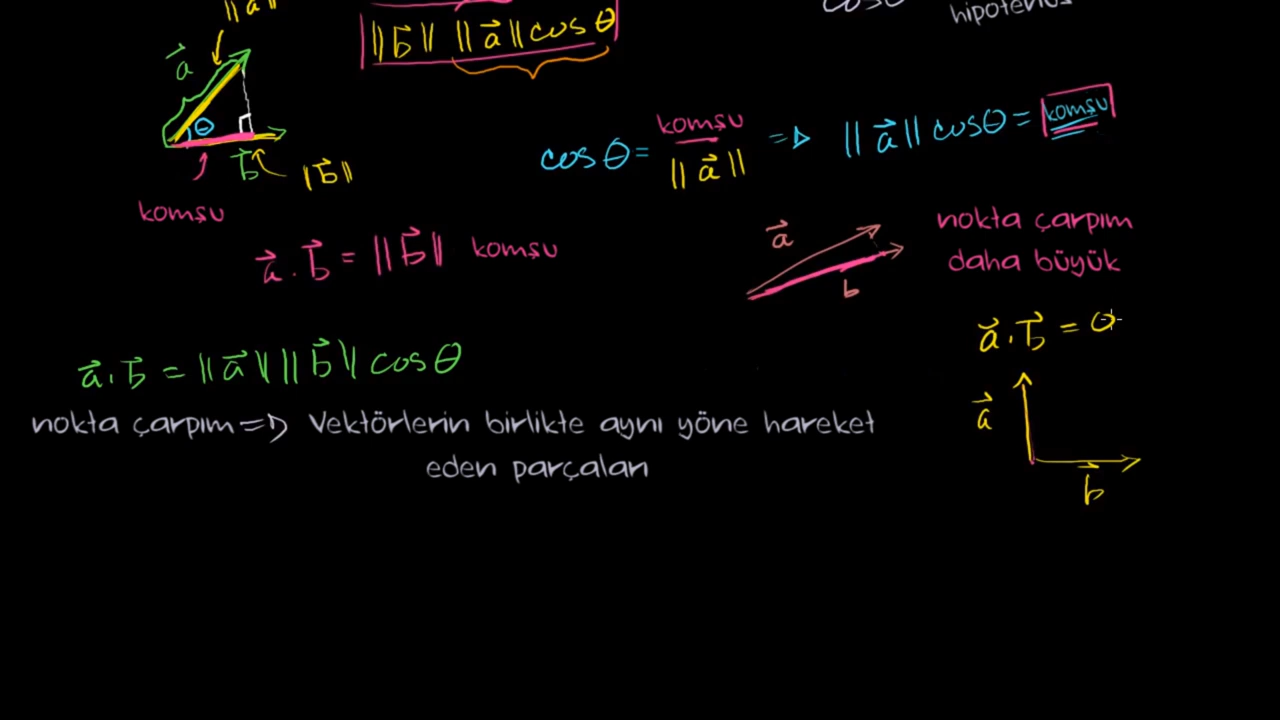 ‖a⃗‖
‖b⃗‖ ‖a⃗‖ cos θ
hipotenüs
a⃗
θ
b⃗
‖b⃗‖
komşu
cos θ = komşu / ‖a⃗‖ => ‖a⃗‖ cos θ = komşu
a⃗ . b⃗ = ‖b⃗‖ komşu
a⃗
b
nokta çarpım
daha büyük
a⃗ . b⃗ = 0
a⃗
b⃗
a⃗ . b⃗ = ‖a⃗‖ ‖b⃗‖ cos θ
nokta çarpım => Vektörlerin birlikte aynı yöne hareket
eden parçaları